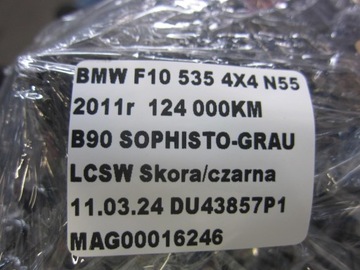 BMW F10 535 4X4 N55
2011r 124 000KM
B90 SOPHISTO-GRAU
LCSW Skora/czarna
11.03.24 DU43857P1
MAG00016246